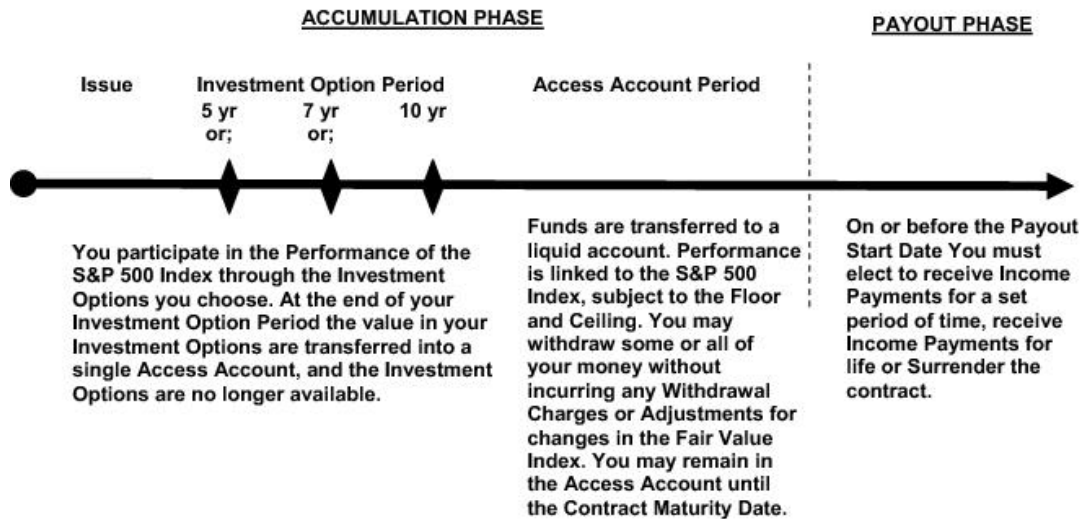 ACCUMULATION PHASE
PAYOUT PHASE
Issue
Investment Option Period
5 yr
or;
7 yr
or;
10 yr
Access Account Period
You participate in the Performance of the
S&P 500 Index through the Investment
Options you choose. At the end of your
Investment Option Period the value in your
Investment Options are transferred into a
single Access Account, and the Investment
Options are no longer available.
Funds are transferred to a
liquid account. Performance
is linked to the S&P 500
Index, subject to the Floor
and Ceiling. You may
withdraw some or all of
your money without
incurring any Withdrawal
Charges or Adjustments for
changes in the Fair Value
Index. You may remain in
the Access Account until
the Contract Maturity Date.
On or before the Payout
Start Date You must
elect to receive Income
Payments for a set
period of time, receive
Income Payments for
life or Surrender the
contract.